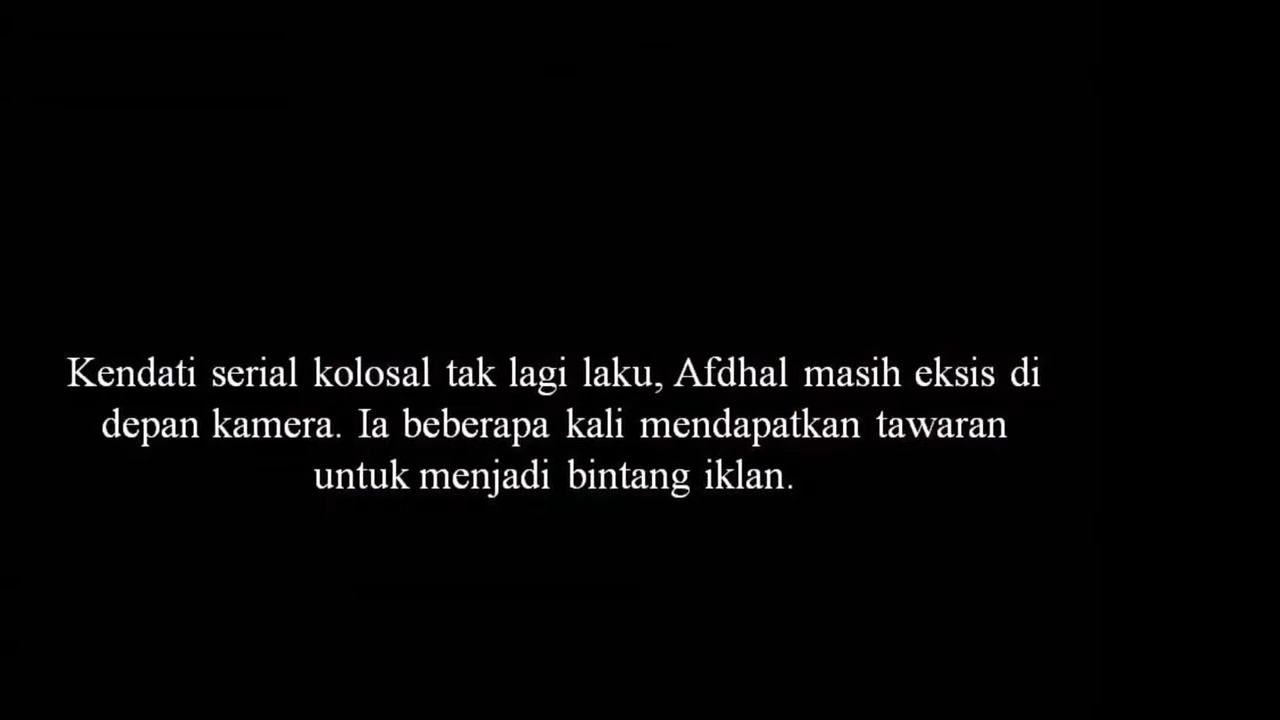 Kendati serial kolosal tak lagi laku, Afdhal masih eksis di
depan kamera. Ia beberapa kali mendapatkan tawaran
untuk menjadi bintang iklan.